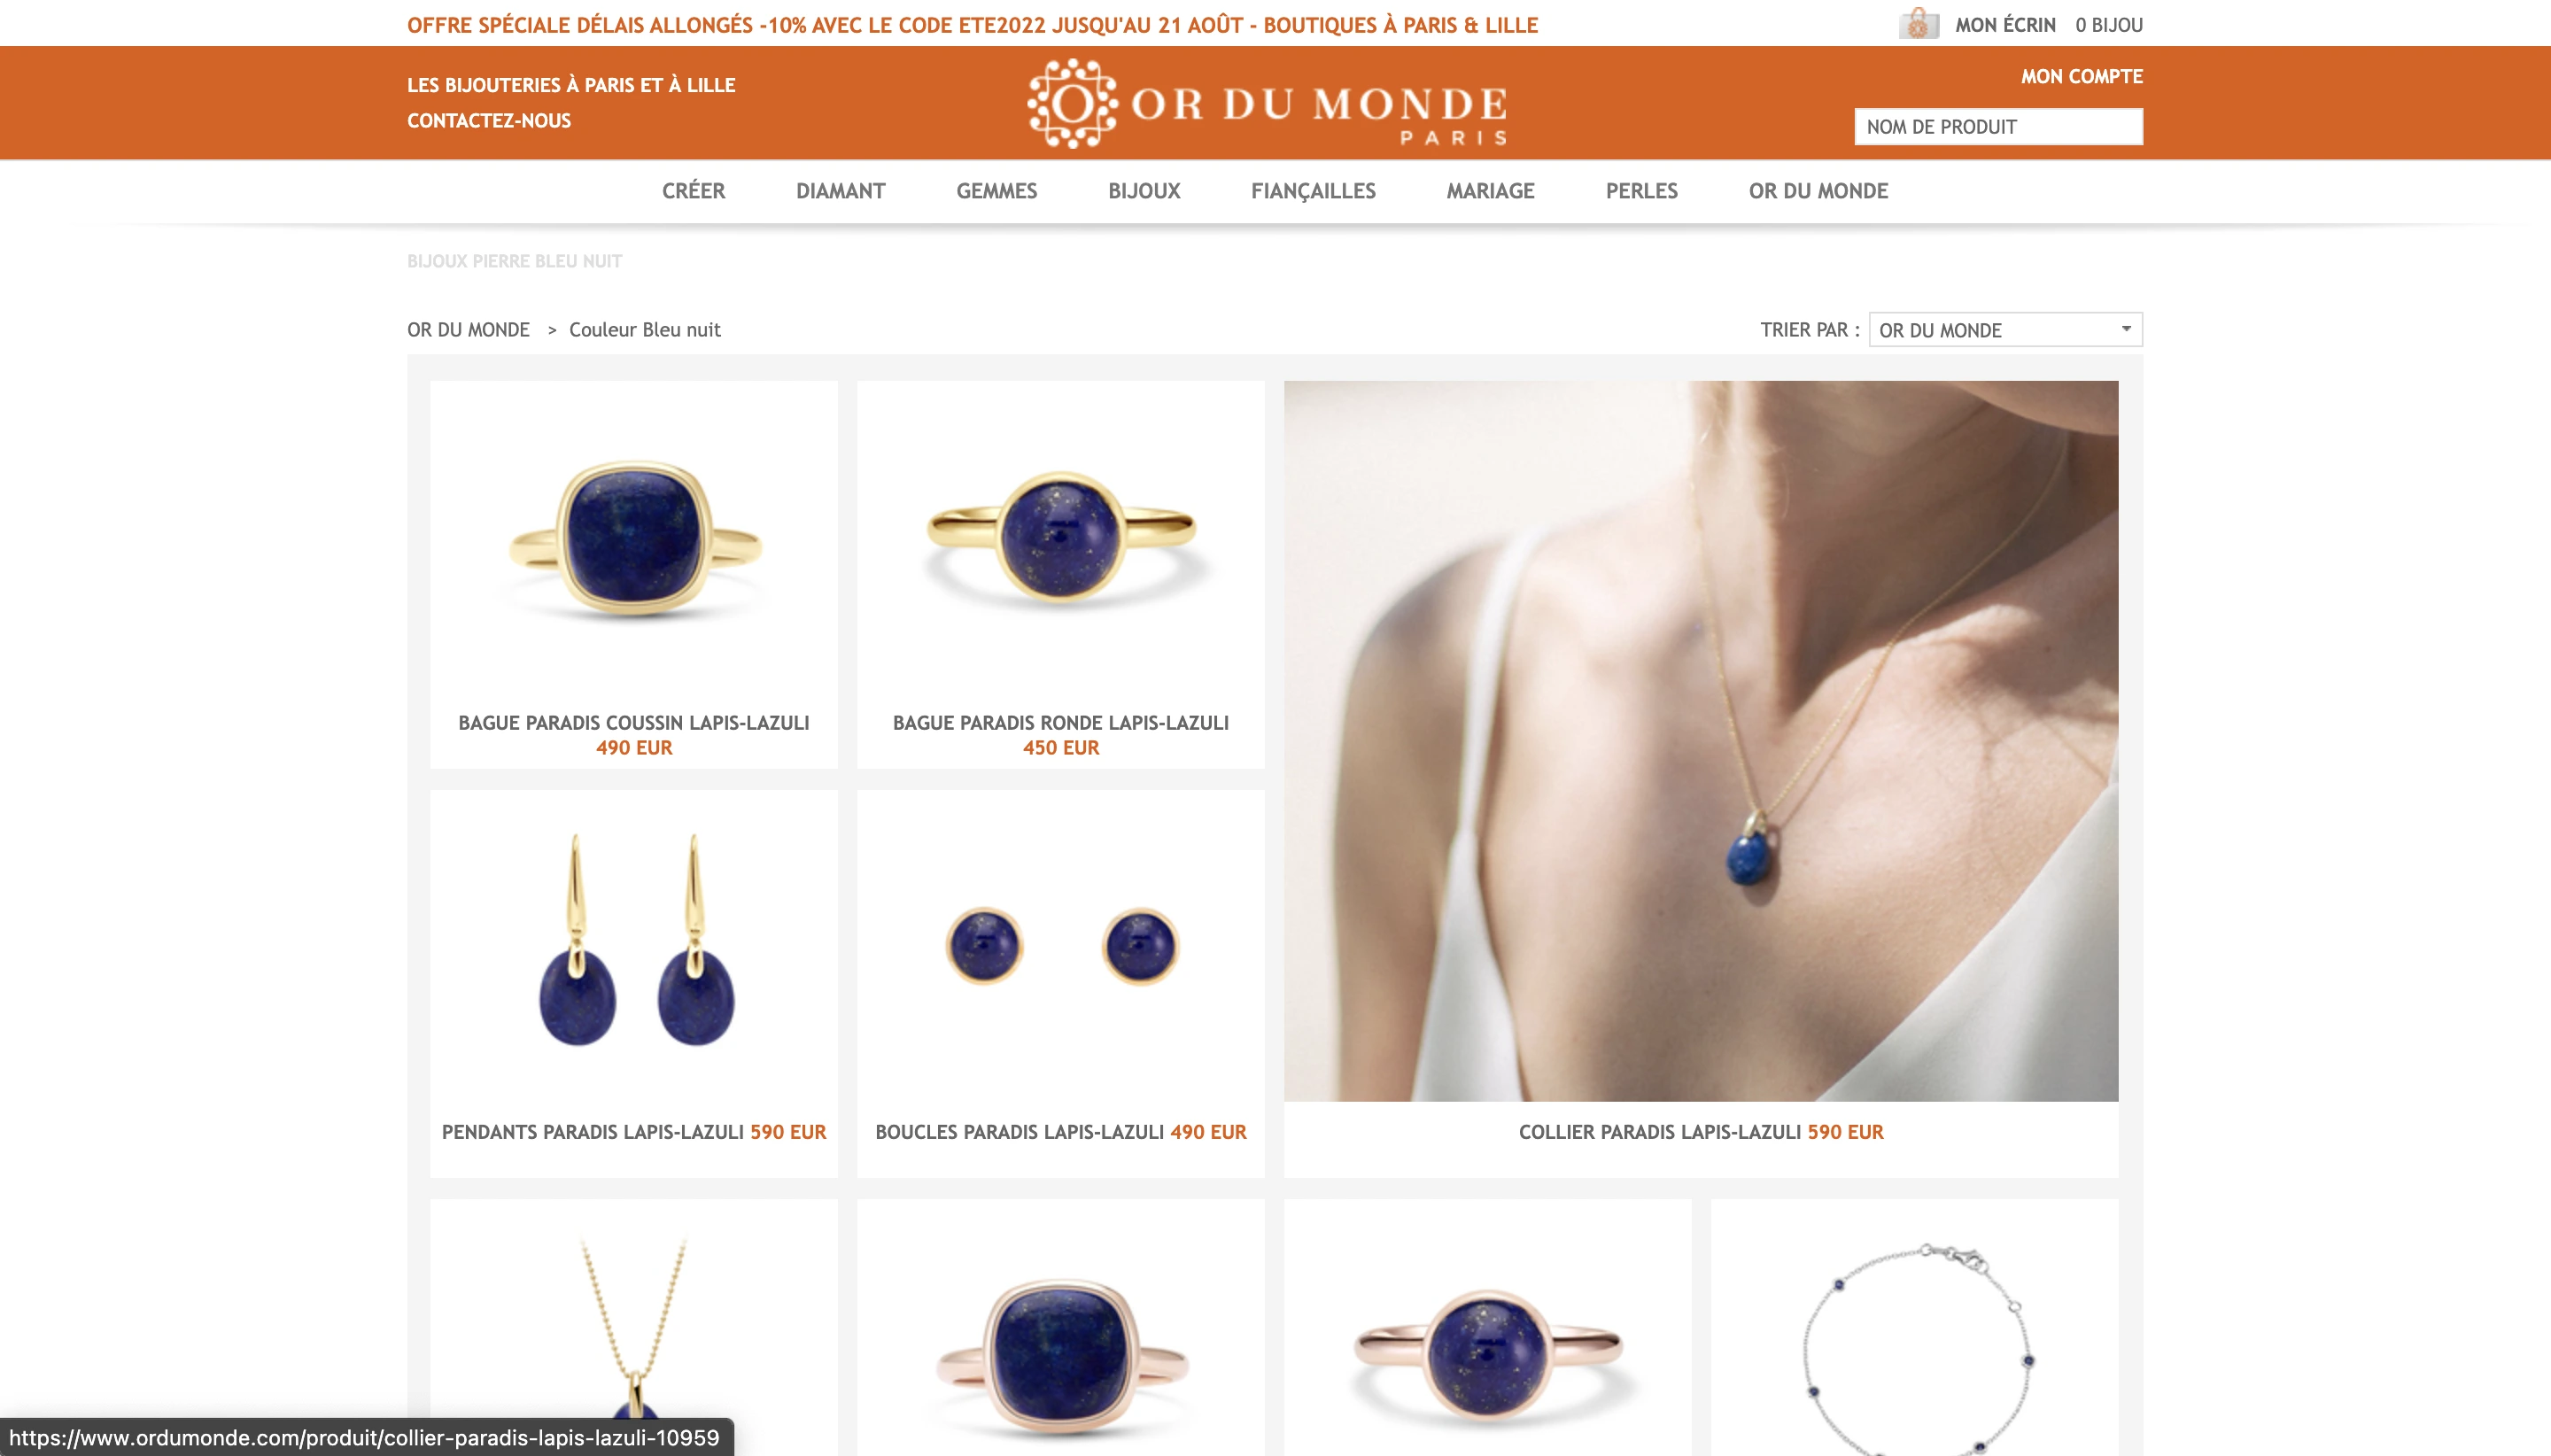 OFFRE SPÉCIALE DÉLAIS ALLONGÉS -10% AVEC LE CODE ETE2022 JUSQU'AU 21 AOÛT - BOUTIQUES À PARIS & LILLE
MON ÉCRIN 0 BIJOU
LES BIJOUTERIES À PARIS ET À LILLE
CONTACTEZ-NOUS
OR DU MONDE
PARIS
MON COMPTE
NOM DE PRODUIT
CRÉER DIAMANT GEMMES BIJOUX FIANÇAILLES MARIAGE PERLES OR DU MONDE
BIJOUX PIERRE BLEU NUIT
OR DU MONDE > Couleur Bleu nuit
TRIER PAR : OR DU MONDE
BAGUE PARADIS COUSSIN LAPIS-LAZULI
490 EUR
BAGUE PARADIS RONDE LAPIS-LAZULI
450 EUR
PENDANTS PARADIS LAPIS-LAZULI 590 EUR
BOUCLES PARADIS LAPIS-LAZULI 490 EUR
COLLIER PARADIS LAPIS-LAZULI 590 EUR
https://www.ordumonde.com/produit/collier-paradis-lapis-lazuli-10959